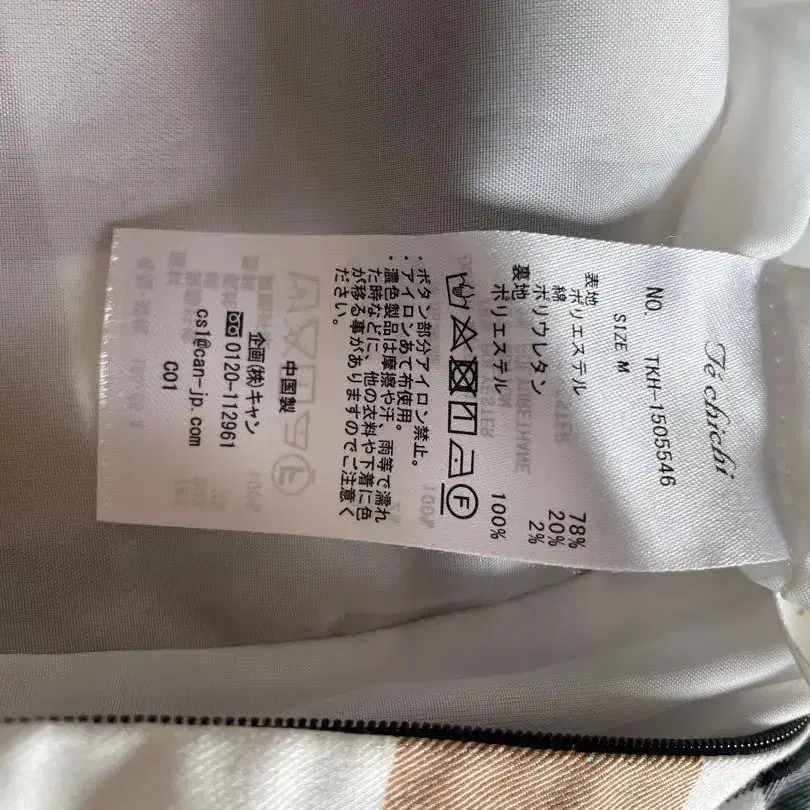 Té chichi
NO. TKH-1505546
SIZE M
表地
ポリエステル 78%
綿 20%
ポリウレタン 2%
裏地
ポリエステル 100%
・ボタン部分アイロン禁止。
・アイロンあて布使用。
・濃色製品は摩擦や汗、雨等で濡れ
た時などに、他の衣料や下着に色
が移る事がありますのでご注意く
ださい。
中国製
企画(株)キャン
0120-112961
cs1@can-jp.com
C01